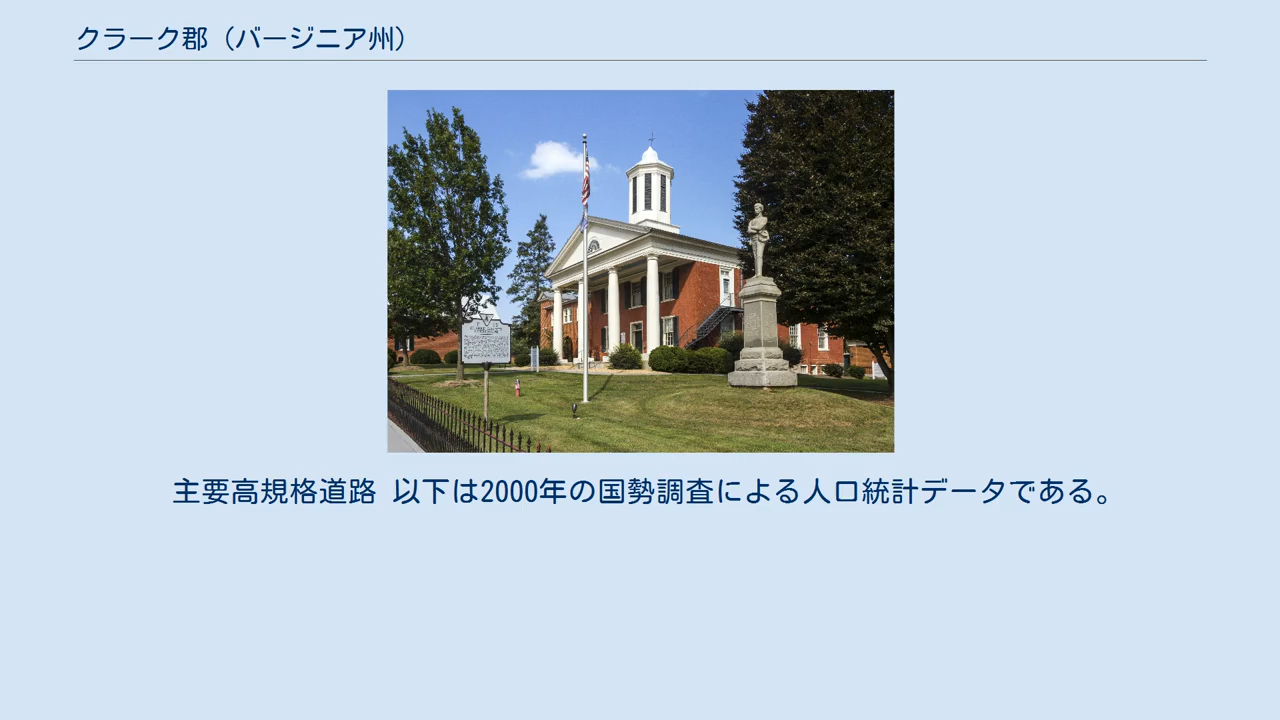 クラーク郡（バージニア州）
主要高規格道路 以下は2000年の国勢調査による人口統計データである。